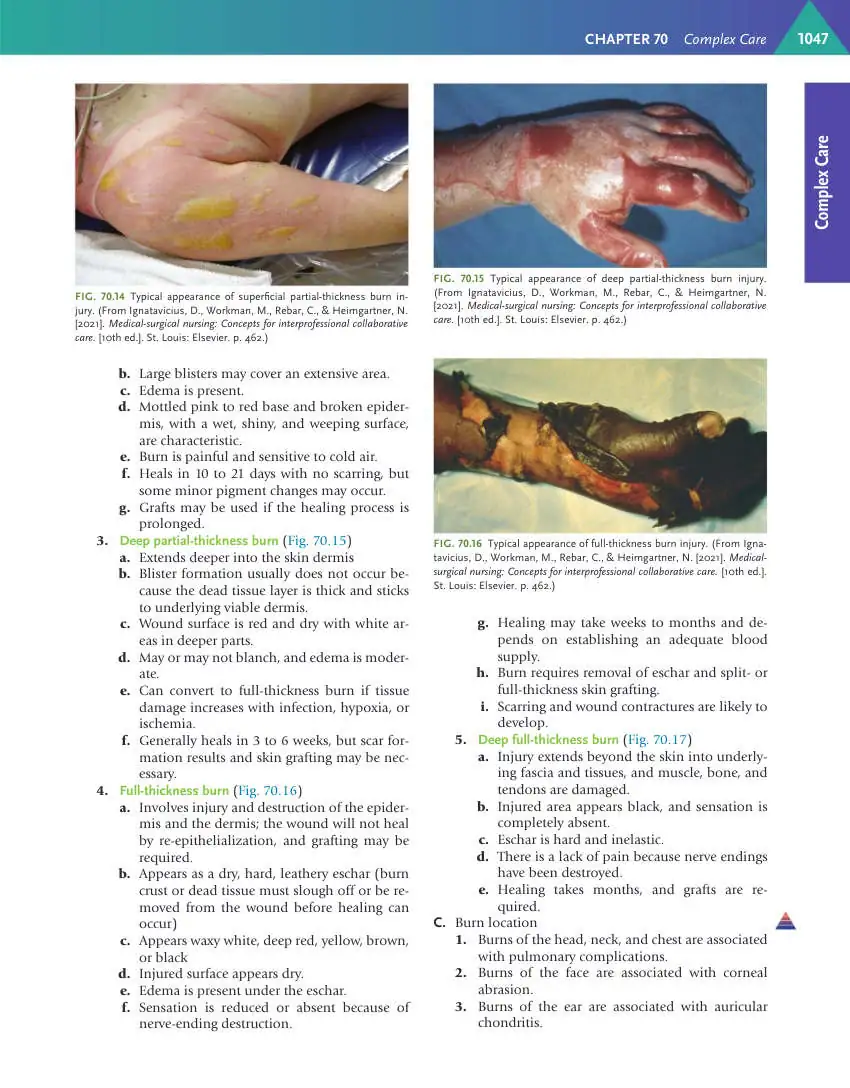 CHAPTER 70 Complex Care 1047
Complex Care
FIG. 70.14 Typical appearance of superficial partial-thickness burn in-
jury. (From Ignatavicius, D., Workman, M., Rebar, C., & Heimgartner, N.
[2021]. Medical-surgical nursing: Concepts for interprofessional collaborative
care. [10th ed.]. St. Louis: Elsevier. p. 462.)
b. Large blisters may cover an extensive area.
c. Edema is present.
d. Mottled pink to red base and broken epider-
mis, with a wet, shiny, and weeping surface,
are characteristic.
e. Burn is painful and sensitive to cold air.
f. Heals in 10 to 21 days with no scarring, but
some minor pigment changes may occur.
g. Grafts may be used if the healing process is
prolonged.
3. Deep partial-thickness burn (Fig. 70.15)
a. Extends deeper into the skin dermis
b. Blister formation usually does not occur be-
cause the dead tissue layer is thick and sticks
to underlying viable dermis.
c. Wound surface is red and dry with white ar-
eas in deeper parts.
d. May or may not blanch, and edema is moder-
ate.
e. Can convert to full-thickness burn if tissue
damage increases with infection, hypoxia, or
ischemia.
f. Generally heals in 3 to 6 weeks, but scar for-
mation results and skin grafting may be nec-
essary.
4. Full-thickness burn (Fig. 70.16)
a. Involves injury and destruction of the epider-
mis and the dermis; the wound will not heal
by re-epithelialization, and grafting may be
required.
b. Appears as a dry, hard, leathery eschar (burn
crust or dead tissue must slough off or be re-
moved from the wound before healing can
occur)
c. Appears waxy white, deep red, yellow, brown,
or black
d. Injured surface appears dry.
e. Edema is present under the eschar.
f. Sensation is reduced or absent because of
nerve-ending destruction.
FIG. 70.15 Typical appearance of deep partial-thickness burn injury.
(From Ignatavicius, D., Workman, M., Rebar, C., & Heimgartner, N.
[2021]. Medical-surgical nursing: Concepts for interprofessional collaborative
care. [10th ed.]. St. Louis: Elsevier. p. 462.)
FIG. 70.16 Typical appearance of full-thickness burn injury. (From Igna-
tavicius, D., Workman, M., Rebar, C., & Heimgartner, N. [2021]. Medical-
surgical nursing: Concepts for interprofessional collaborative care. [10th ed.].
St. Louis: Elsevier. p. 462.)
g. Healing may take weeks to months and de-
pends on establishing an adequate blood
supply.
h. Burn requires removal of eschar and split- or
full-thickness skin grafting.
i. Scarring and wound contractures are likely to
develop.
5. Deep full-thickness burn (Fig. 70.17)
a. Injury extends beyond the skin into underly-
ing fascia and tissues, and muscle, bone, and
tendons are damaged.
b. Injured area appears black, and sensation is
completely absent.
c. Eschar is hard and inelastic.
d. There is a lack of pain because nerve endings
have been destroyed.
e. Healing takes months, and grafts are re-
quired.
C. Burn location
1. Burns of the head, neck, and chest are associated
with pulmonary complications.
2. Burns of the face are associated with corneal
abrasion.
3. Burns of the ear are associated with auricular
chondritis.